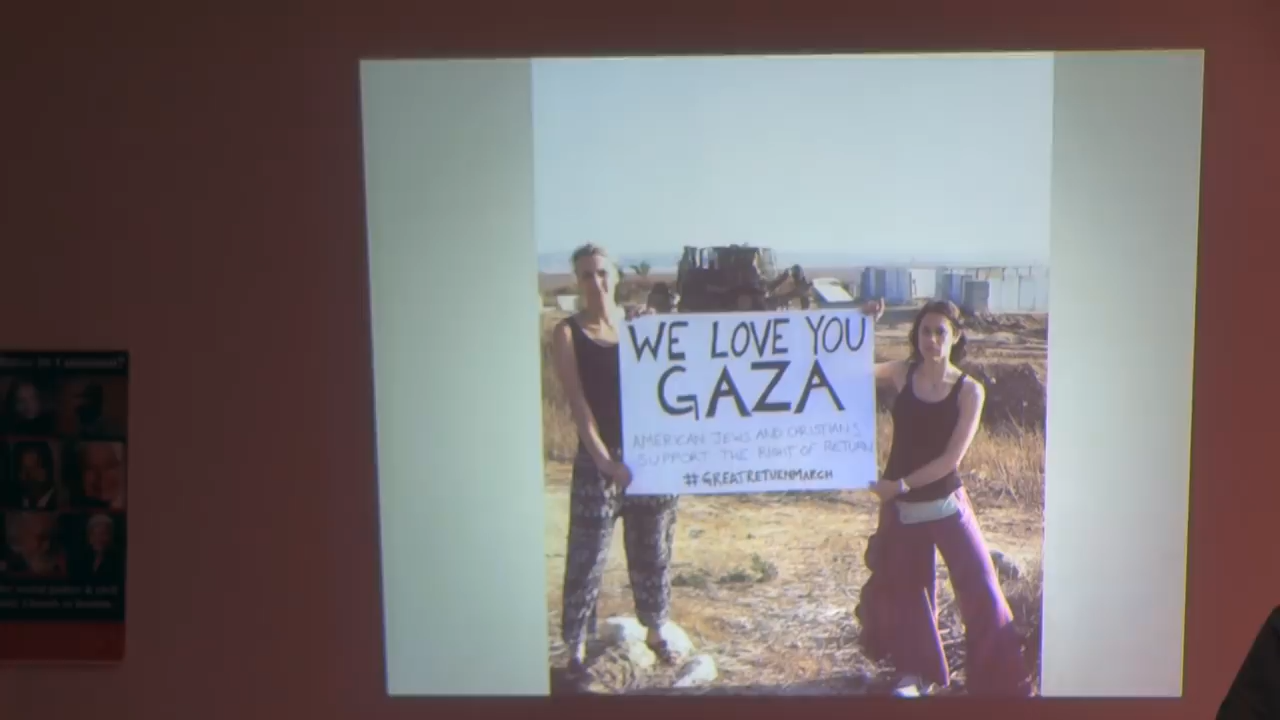 WE LOVE YOU
GAZA
AMERICAN JEWS AND CHRISTIANS
SUPPORT THE RIGHT OF RETURN
#GREATRETURNMARCH